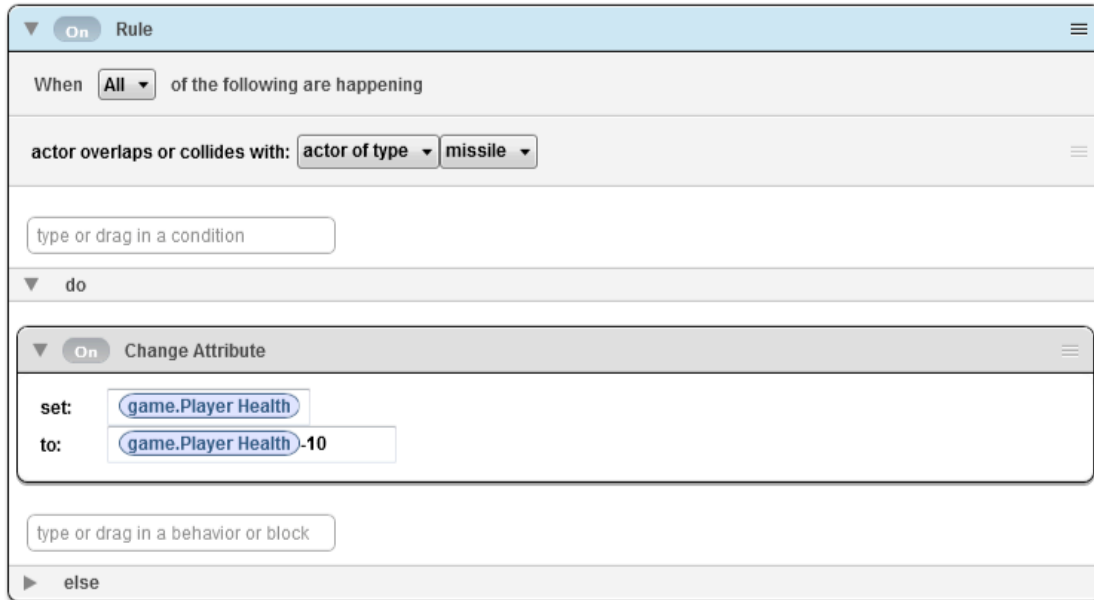 On Rule
When All of the following are happening
actor overlaps or collides with: actor of type missile
type or drag in a condition
do
On Change Attribute
set: game.Player Health
to: game.Player Health -10
type or drag in a behavior or block
else